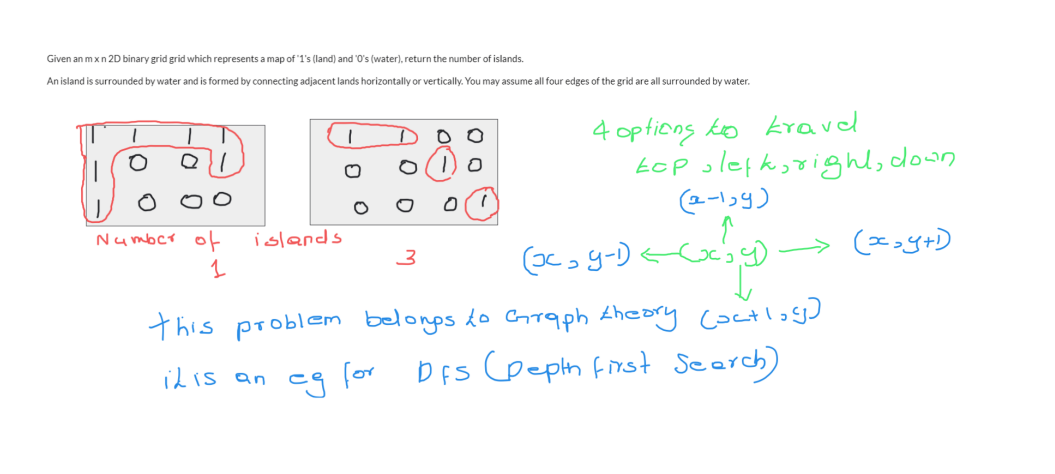 Given an m x n 2D binary grid grid which represents a map of '1's (land) and '0's (water), return the number of islands.
An island is surrounded by water and is formed by connecting adjacent lands horizontally or vertically. You may assume all four edges of the grid are all surrounded by water.
1 1 1 1
1 0 0 1
1 0 0 0
1 1 0 0
0 0 1 0
0 0 0 1
Number of islands
1
3
4 options to travel
top, left, right, down
(x-1,y)
(x, y-1) ← (x,y) → (x,y+1)
(x+1,y)
this problem belongs to Graph theory
it is an eg for DFS (Depth first Search)